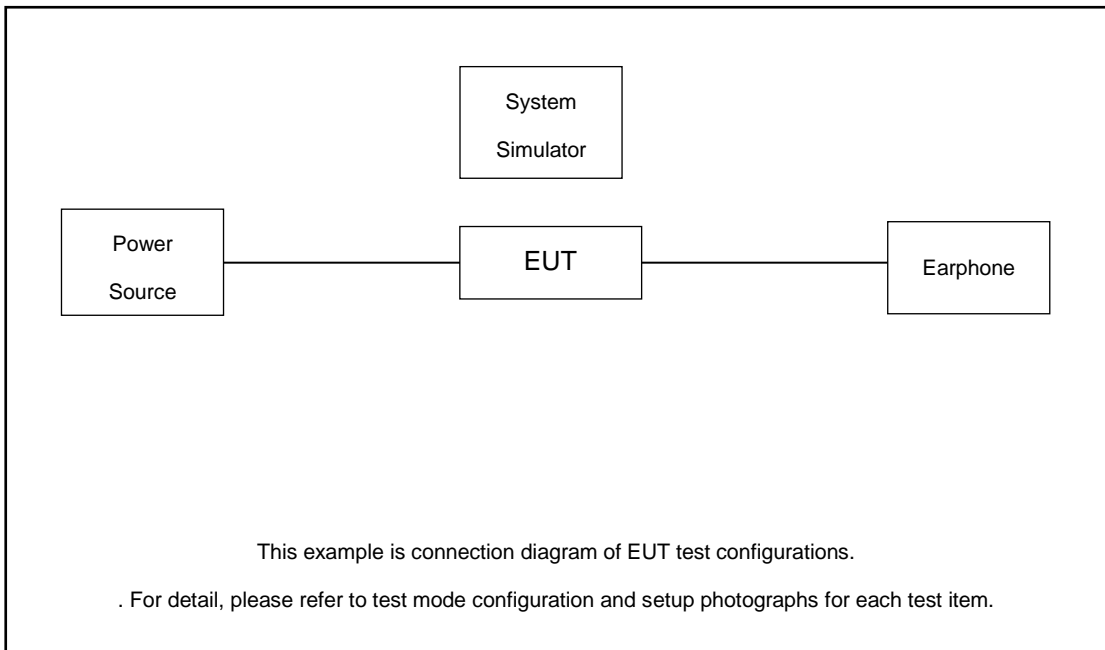 System
Simulator
Power
Source
EUT
Earphone
This example is connection diagram of EUT test configurations.
. For detail, please refer to test mode configuration and setup photographs for each test item.